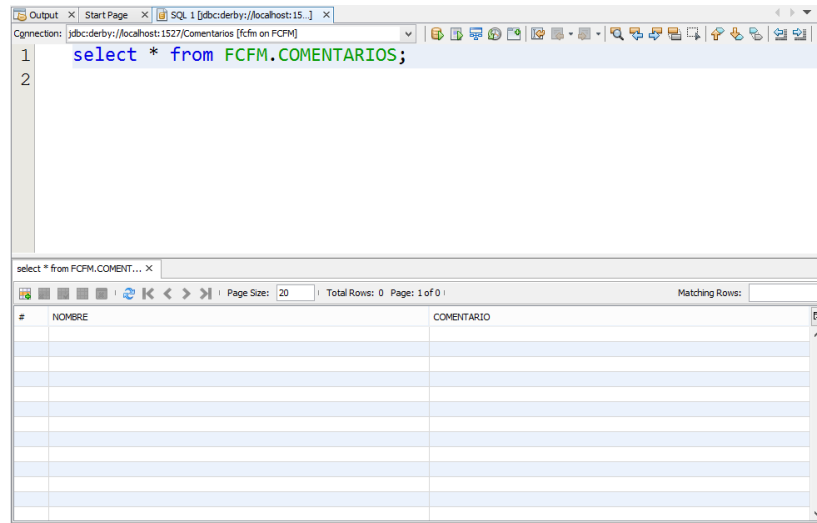 Output Start Page SQL 1 [jdbc:derby://localhost:15...]
Connection: jdbc:derby://localhost:1527/Comentarios [fcfm on FCFM]
1 select * from FCFM.COMENTARIOS;
2
select * from FCFM.COMENT...
Page Size: 20 Total Rows: 0 Page: 1 of 0 Matching Rows:
# NOMBRE COMENTARIO